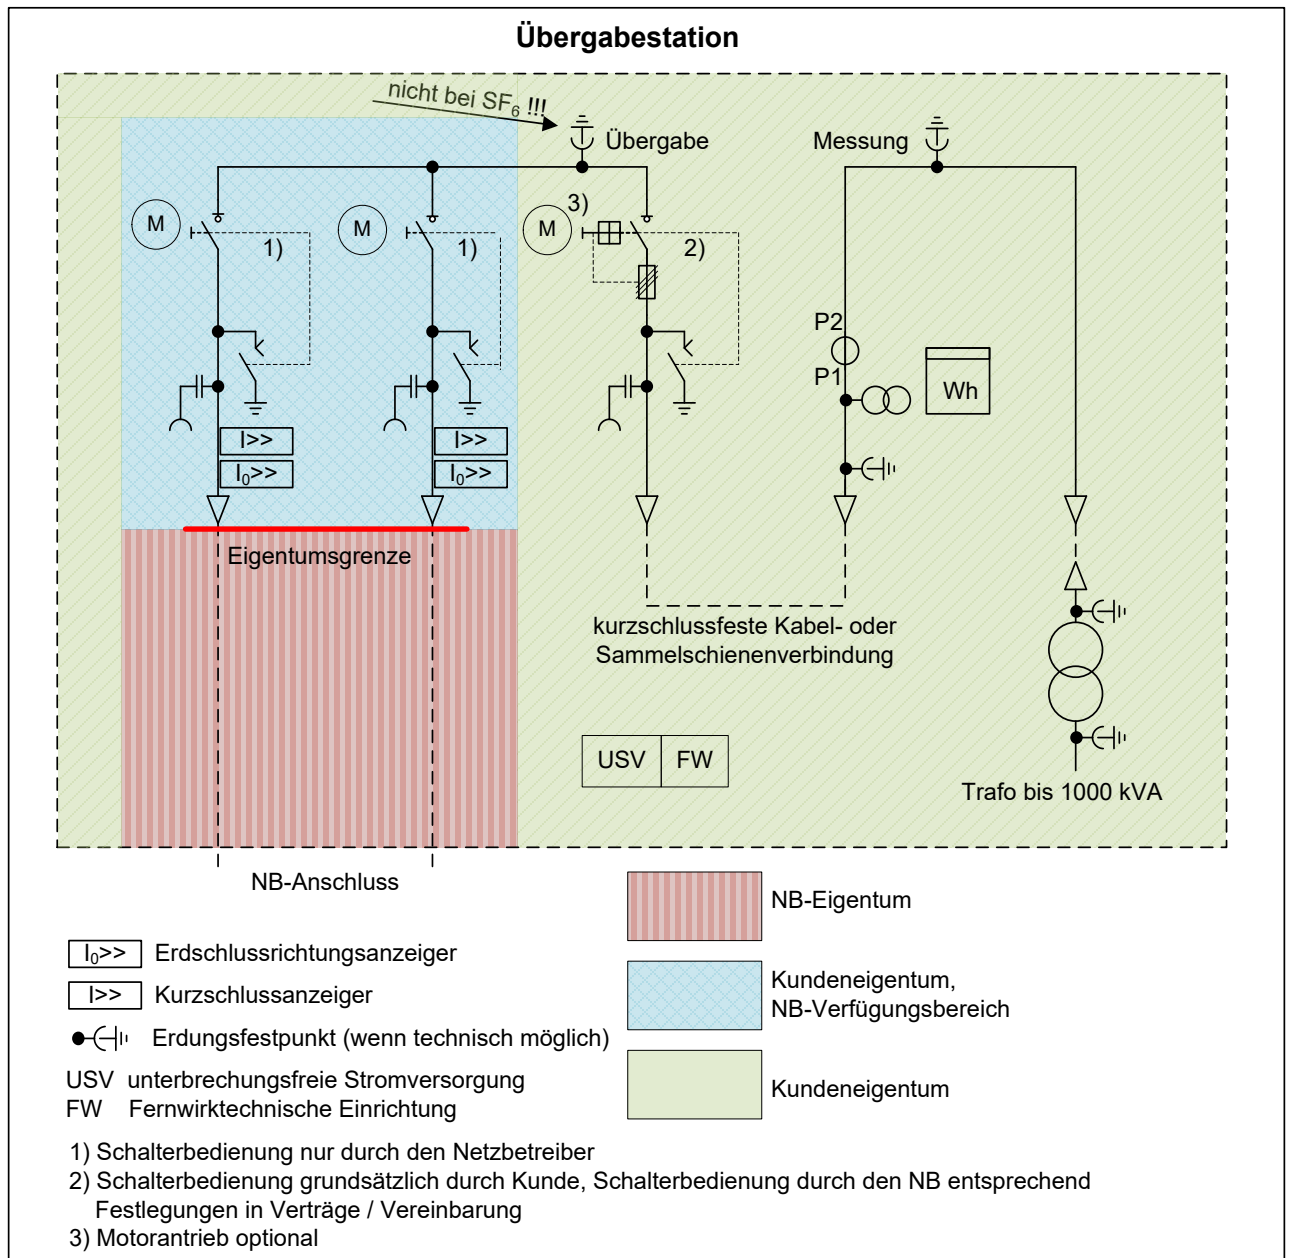 Übergabestation
nicht bei SF₆ !!!
Übergabe
Messung
M
1)
M
1)
3)
M
2)
P2
P1
Wh
I>>
I₀>>
I>>
I₀>>
Eigentumsgrenze
kurzschlussfeste Kabel- oder
Sammelschienenverbindung
USV FW
Trafo bis 1000 kVA
NB-Anschluss
NB-Eigentum
I₀>> Erdschlussrichtungsanzeiger
I>> Kurzschlussanzeiger
Erdungsfestpunkt (wenn technisch möglich)
USV unterbrechungsfreie Stromversorgung
FW Fernwirktechnische Einrichtung
Kundeneigentum,
NB-Verfügungsbereich
Kundeneigentum
1) Schalterbedienung nur durch den Netzbetreiber
2) Schalterbedienung grundsätzlich durch Kunde, Schalterbedienung durch den NB entsprechend
Festlegungen in Verträge / Vereinbarung
3) Motorantrieb optional